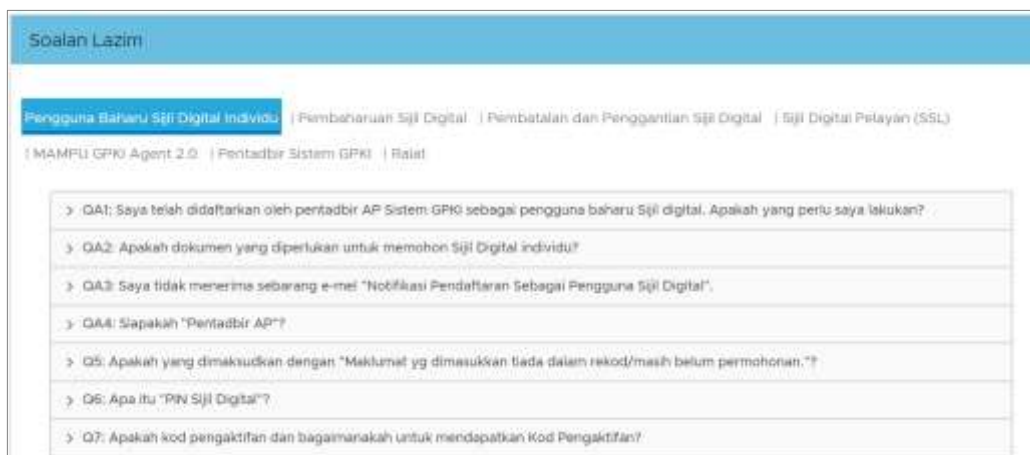 Soalan Lazim
Pengguna Baharu Sijil Digital Individu | Pembaharuan Sijil Digital | Pembatalan dan Penggantian Sijil Digital | Sijil Digital Pelayan (SSL)
| MAMPU GPKI Agent 2.0 | Pentadbir Sistem GPKI | Ralat
> QA1: Saya telah didaftarkan oleh pentadbir AP Sistem GPKI sebagai pengguna baharu Sijil digital. Apakah yang perlu saya lakukan?
> QA2: Apakah dokumen yang diperlukan untuk memohon Sijil Digital individu?
> QA3: Saya tidak menerima sebarang e-mel "Notifikasi Pendaftaran Sebagai Pengguna Sijil Digital".
> QA4: Siapakah "Pentadbir AP"?
> Q5: Apakah yang dimaksudkan dengan "Maklumat yg dimasukkan tiada dalam rekod/masih belum permohonan."?
> Q6: Apa itu "PIN Sijil Digital"?
> Q7: Apakah kod pengaktifan dan bagaimanakah untuk mendapatkan Kod Pengaktifan?